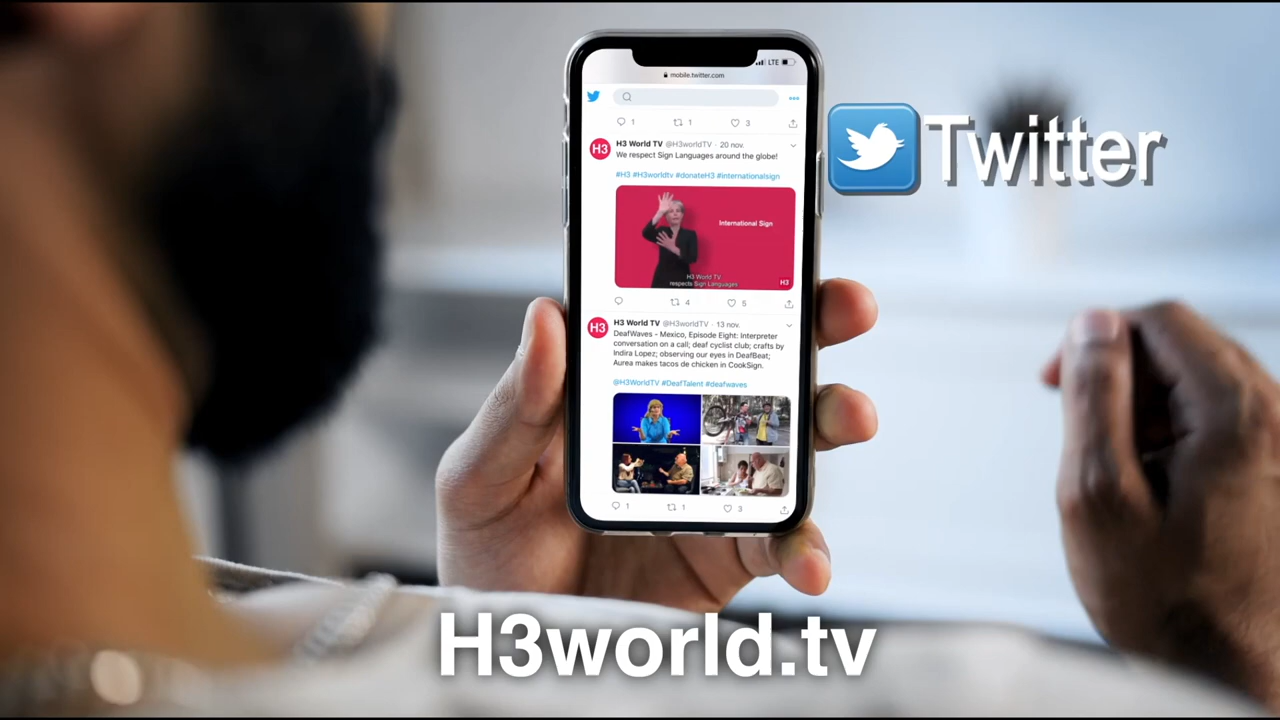 LTE
mobile.twitter.com
1 1 3
H3 H3 World TV @H3worldTV · 20 nov.
We respect Sign Languages around the globe!
#H3 #H3worldtv #donateH3 #internationalsign
International Sign
H3 World TV
respects Sign Languages
H3
4 5
H3 H3 World TV @H3worldTV · 13 nov.
DeafWaves - Mexico, Episode Eight: Interpreter
conversation on a call; deaf cyclist club; crafts by
Indira Lopez; observing our eyes in DeafBeat;
Aurea makes tacos de chicken in CookSign.
@H3WorldTV #DeafTalent #deafwaves
1 1 3
Twitter
H3world.tv